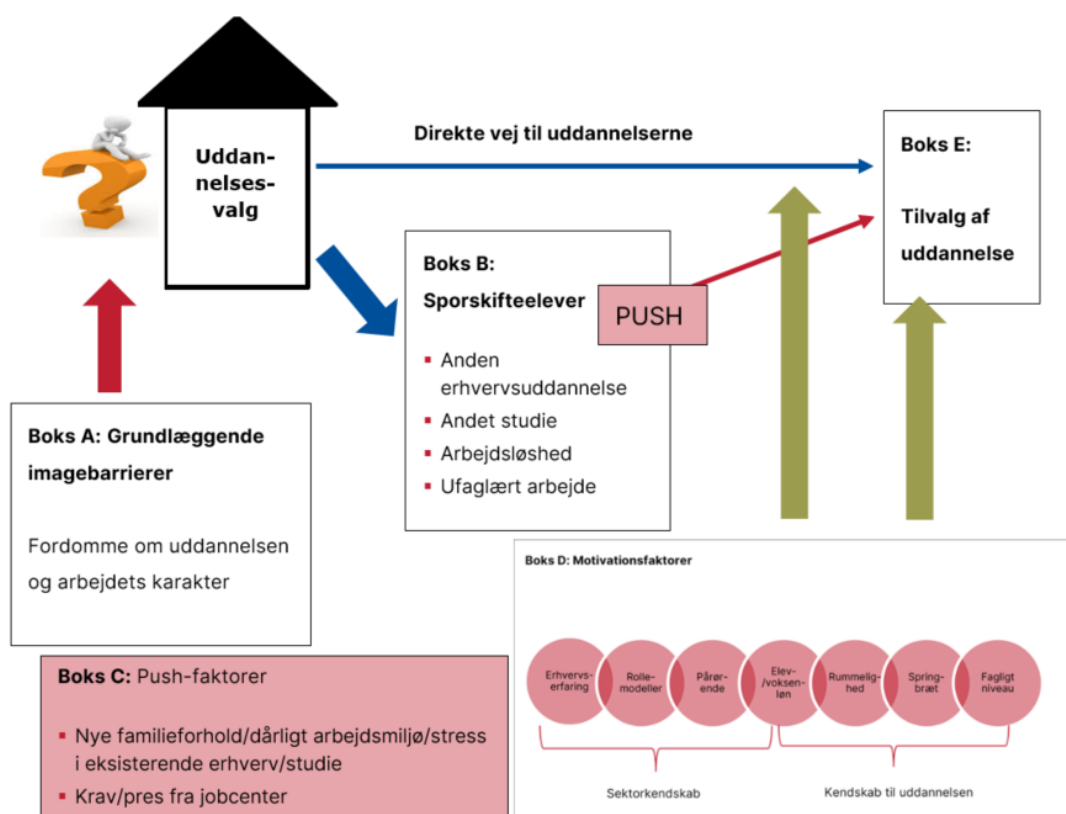 Uddan-
nelses-
valg
Direkte vej til uddannelserne
Boks E:
Tilvalg af
uddannelse
Boks B:
Sporskifteelever
PUSH
▪ Anden
erhvervsuddannelse
▪ Andet studie
▪ Arbejdsløshed
▪ Ufaglært arbejde
Boks A: Grundlæggende
imagebarrierer
Fordomme om uddannelsen
og arbejdets karakter
Boks C: Push-faktorer
▪ Nye familieforhold/dårligt arbejdsmiljø/stress
i eksisterende erhverv/studie
▪ Krav/pres fra jobcenter
Boks D: Motivationsfaktorer
Erhvervs-
erfaring
Rolle-
modeller
Pårør-
ende
Elev-
/voksen-
løn
Rummelig-
hed
Spring-
bræt
Fagligt
niveau
Sektorkendskab
Kendskab til uddannelsen